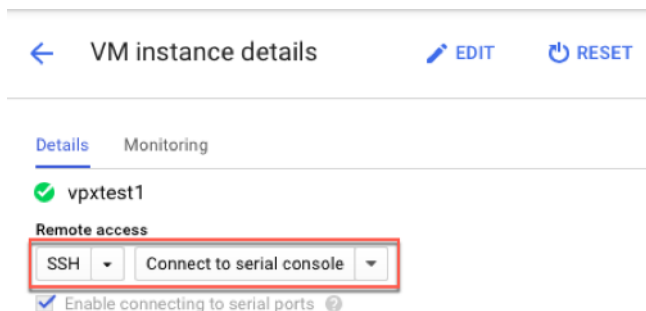 VM instance details EDIT RESET
Details Monitoring
vpxtest1
Remote access
SSH Connect to serial console
Enable connecting to serial ports